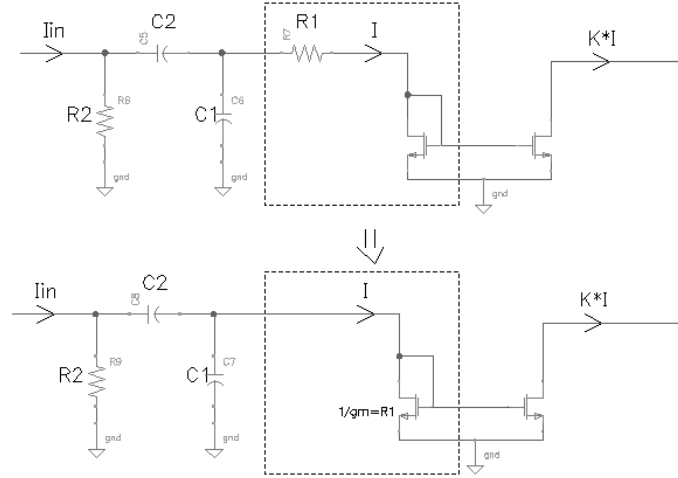 C2
R1
Iin
C5
R7
I
K*I
R2
R8
C1
C6
gnd
gnd
gnd
C2
Iin
C8
I
K*I
R2
R9
C1
C7
1/gm=R1
gnd
gnd
gnd